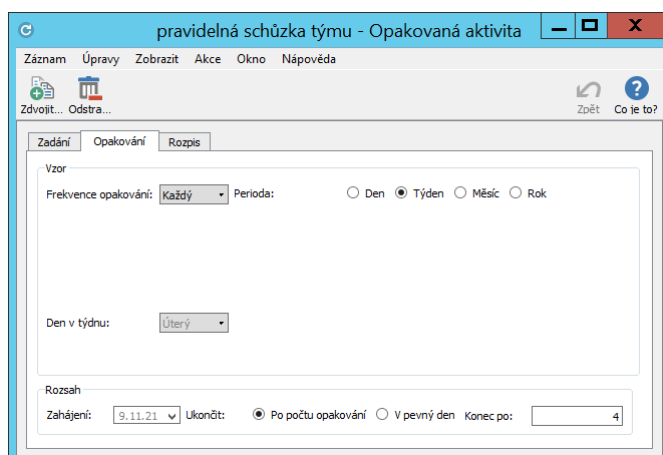 pravidelná schůzka týmu - Opakovaná aktivita
Záznam Úpravy Zobrazit Akce Okno Nápověda
Zdvojit... Odstra... Zpět Co je to?
Zadání Opakování Rozpis
Vzor
Frekvence opakování: Každý Perioda: Den Týden Měsíc Rok
Den v týdnu: Úterý
Rozsah
Zahájení: 9.11.21 Ukončit: Po počtu opakování V pevný den Konec po: 4